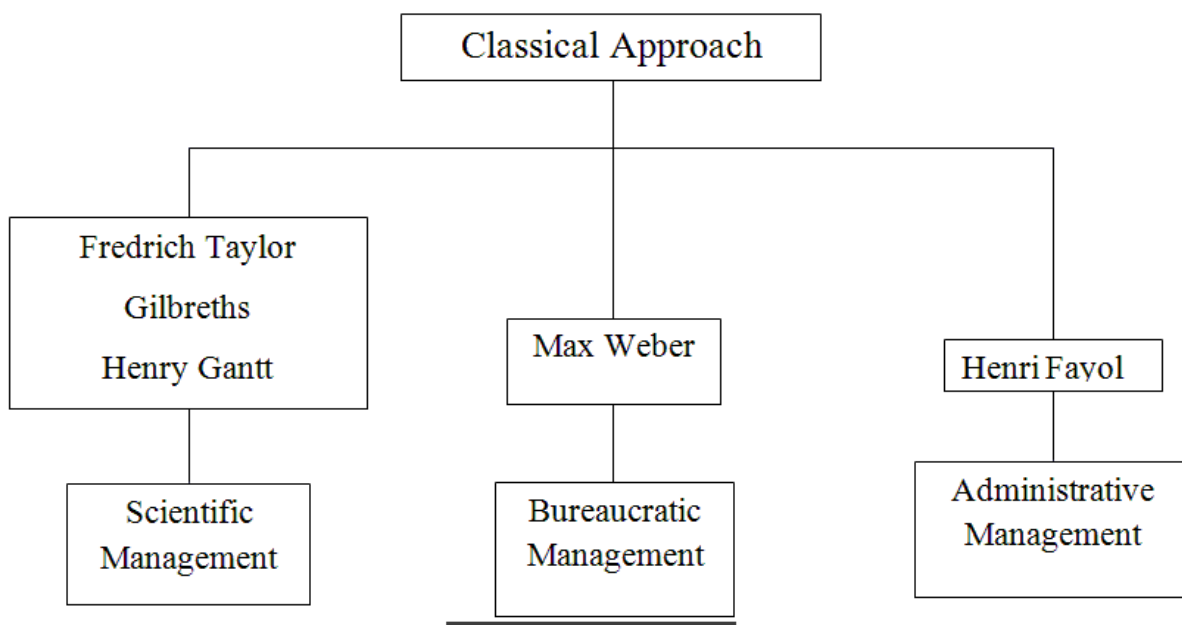 Classical Approach
Fredrich Taylor
Gilbreths
Henry Gantt
Max Weber
Henri Fayol
Scientific
Management
Bureaucratic
Management
Administrative
Management